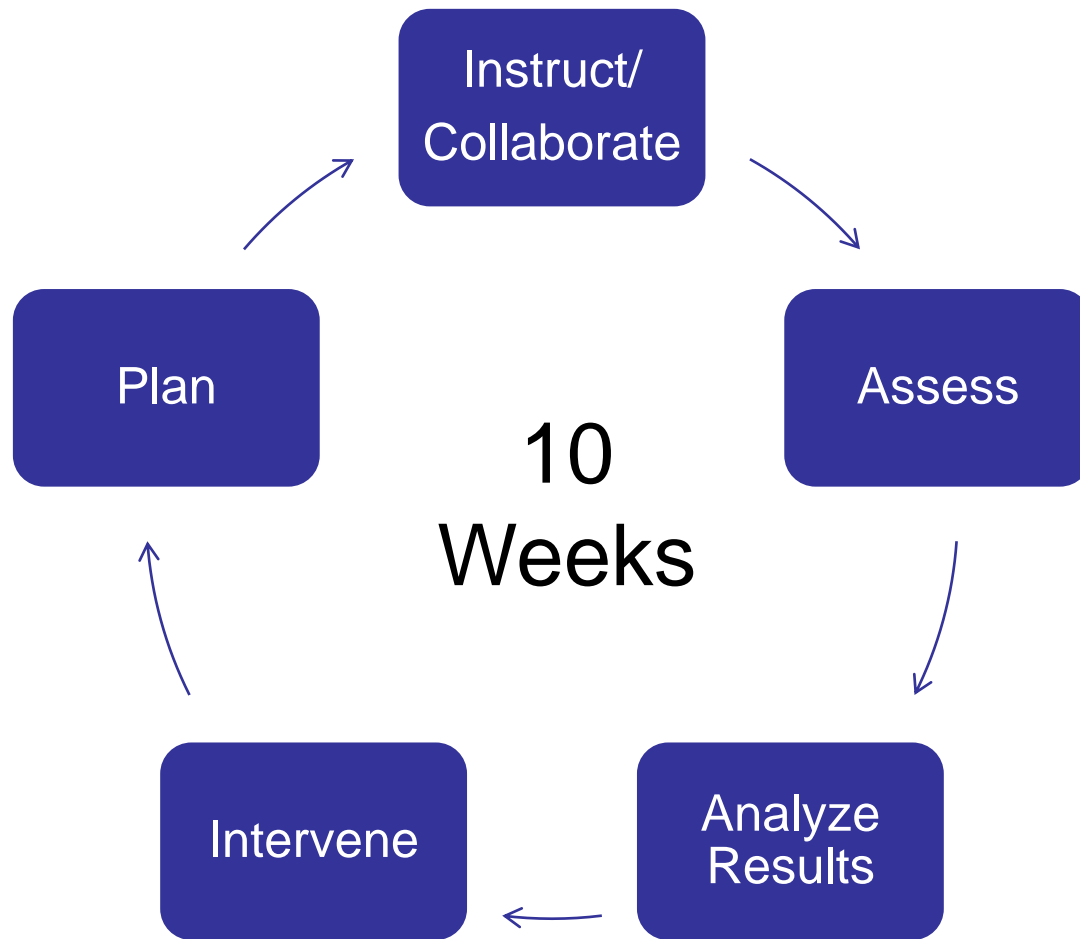 Instruct/
Collaborate
Plan
Assess
10
Weeks
Intervene
Analyze
Results